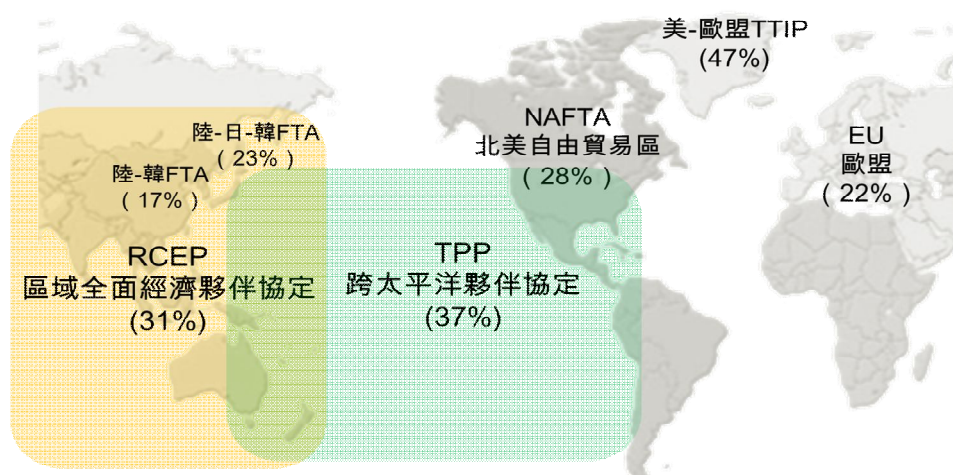 美-歐盟TTIP
(47%)
NAFTA
北美自由貿易區
( 28% )
EU
歐盟
( 22% )
陸-日-韓FTA
( 23% )
陸-韓FTA
( 17% )
RCEP
區域全面經濟夥伴協定
(31%)
TPP
跨太平洋夥伴協定
(37%)